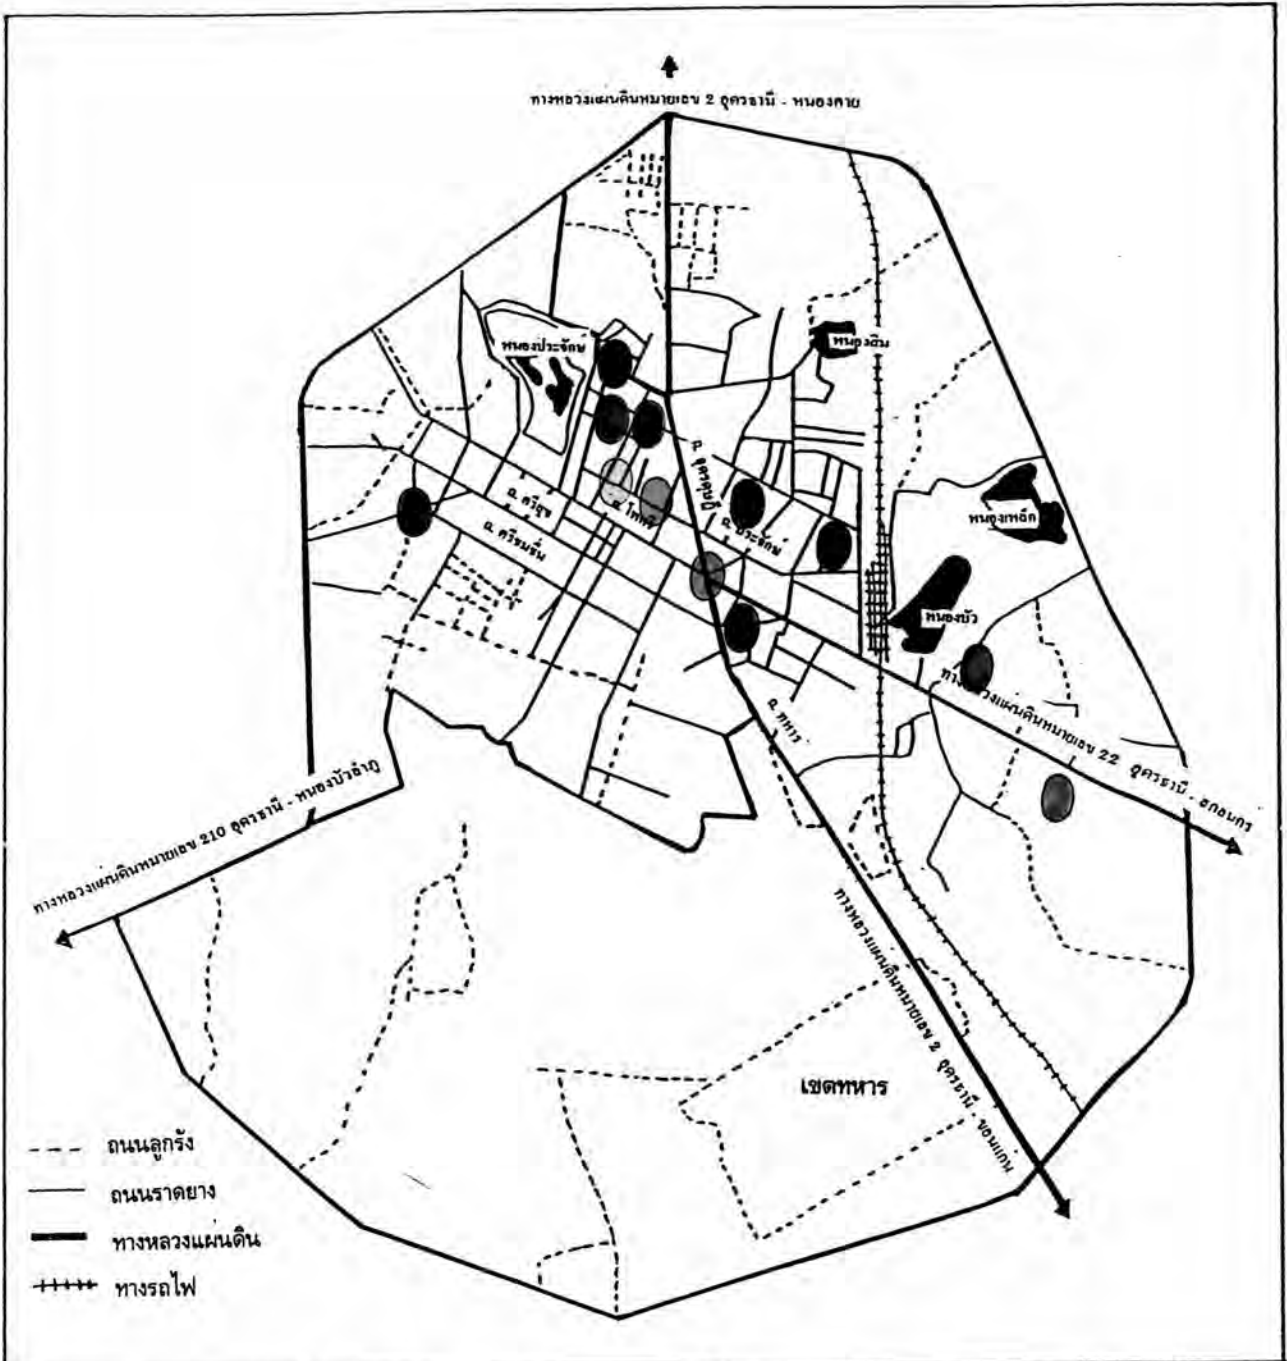 ทางหลวงแผ่นดินหมายเลข 2 อุดรธานี - หนองคาย
หนองประจักษ์
หนองสิม
ถ. อุดรดุษฎี
หนองเหล็ก
ถ. ศรีสุข
ถ. โพศรี
ถ. ประจักษ์
ถ. ศรีชมชื่น
หนองบัว
ทางหลวงแผ่นดินหมายเลข 22 อุดรธานี - สกลนคร
ถ. ทหาร
ทางหลวงแผ่นดินหมายเลข 210 อุดรธานี - หนองบัวลำภู
ทางหลวงแผ่นดินหมายเลข 2 อุดรธานี - ขอนแก่น
เขตทหาร
ถนนลูกรัง
ถนนราดยาง
ทางหลวงแผ่นดิน
ทางรถไฟ